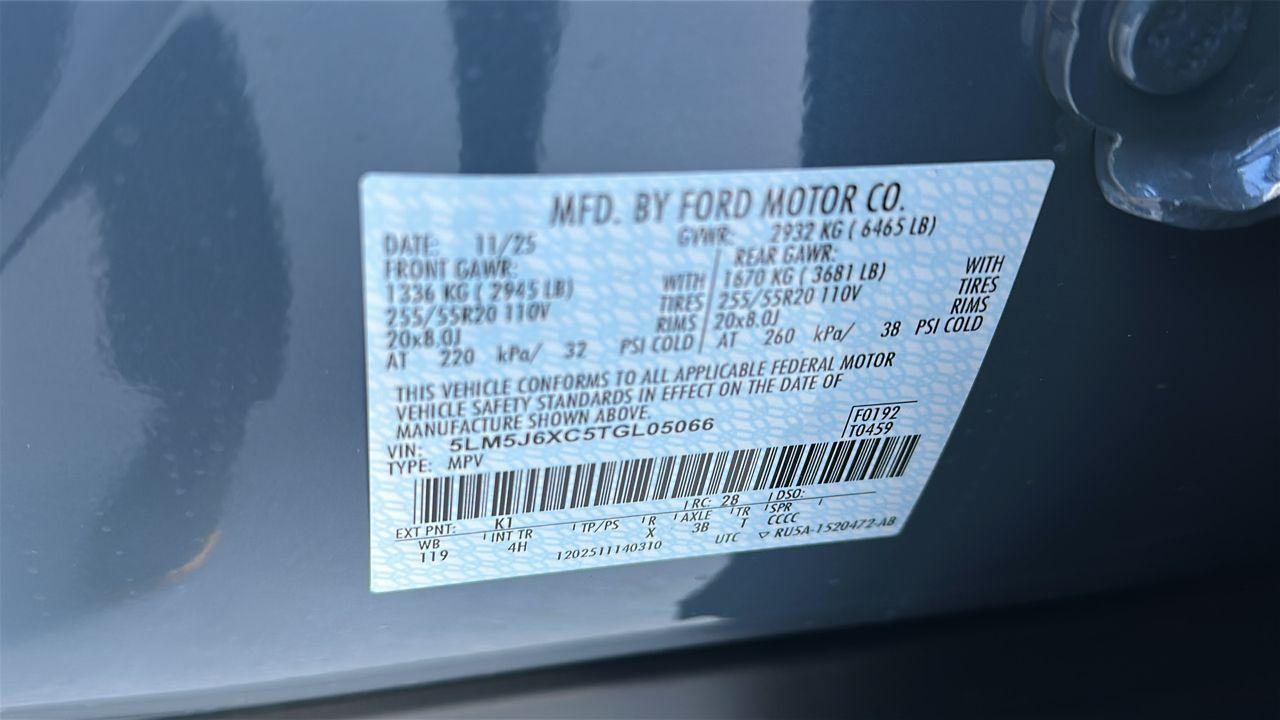 MFD. BY FORD MOTOR CO.
DATE: 11/25 GVWR: 2932 KG ( 6465 LB)
FRONT GAWR: REAR GAWR:
1336 KG ( 2945 LB) WITH 1670 KG ( 3681 LB) WITH
255/55R20 110V TIRES 255/55R20 110V TIRES
20x8.0J RIMS 20x8.0J RIMS
AT 220 kPa/ 32 PSI COLD AT 260 kPa/ 38 PSI COLD
THIS VEHICLE CONFORMS TO ALL APPLICABLE FEDERAL MOTOR
VEHICLE SAFETY STANDARDS IN EFFECT ON THE DATE OF
MANUFACTURE SHOWN ABOVE.
VIN: 5LM5J6XC5TGL05066 F0192
TYPE: MPV T0459
EXT PNT: K1 RC: 28 DSO:
WB INT TR TP/PS R AXLE TR SPR
119 4H X 3B T CCCC
1202511140310 UTC ▽ RU5A-1520472-AB